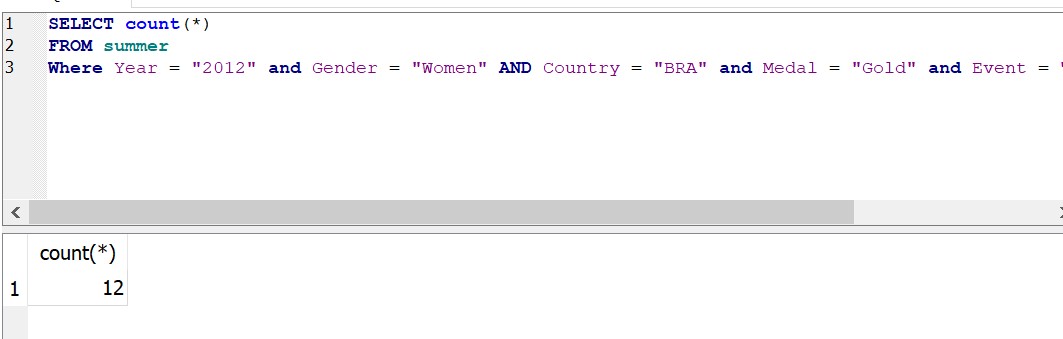 1 SELECT count(*)
2 FROM summer
3 Where Year = "2012" and Gender = "Women" AND Country = "BRA" and Medal = "Gold" and Event = "
count(*)
1 12